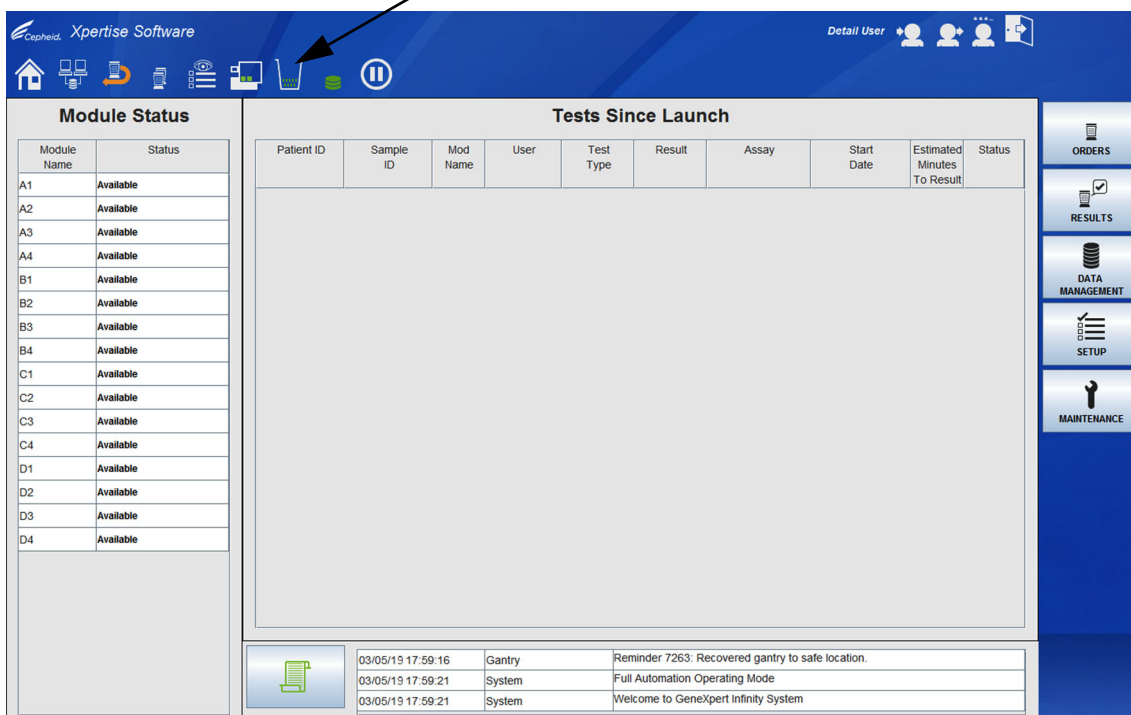 Cepheid. Xpertise Software
Detail User
Module Status
Module Name Status
A1 Available
A2 Available
A3 Available
A4 Available
B1 Available
B2 Available
B3 Available
B4 Available
C1 Available
C2 Available
C3 Available
C4 Available
D1 Available
D2 Available
D3 Available
D4 Available
Tests Since Launch
Patient ID Sample ID Mod Name User Test Type Result Assay Start Date Estimated Minutes To Result Status
03/05/19 17:59:16 Gantry Reminder 7263: Recovered gantry to safe location.
03/05/19 17:59:21 System Full Automation Operating Mode
03/05/19 17:59:21 System Welcome to GeneXpert Infinity System
ORDERS
RESULTS
DATA
MANAGEMENT
SETUP
MAINTENANCE